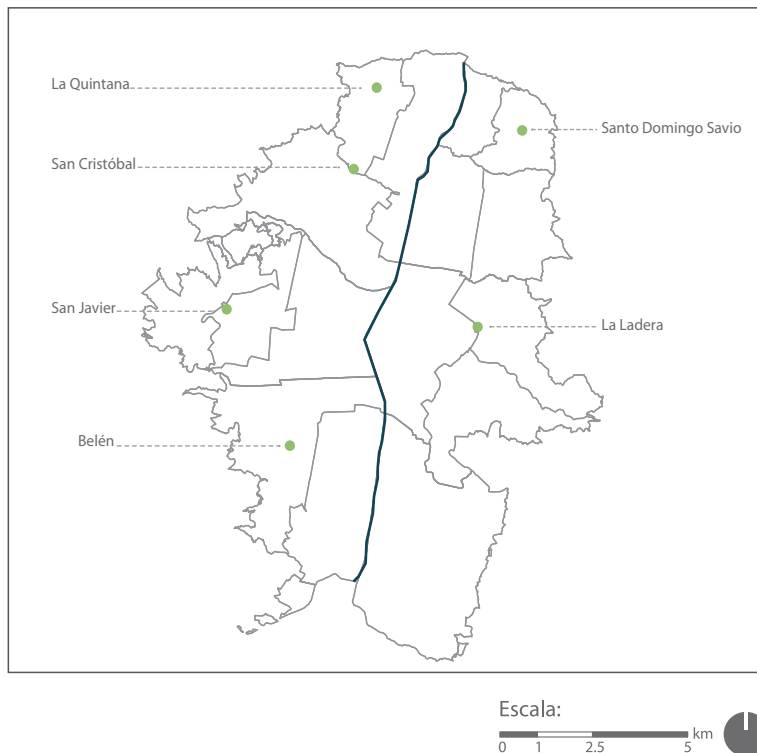 La Quintana
Santo Domingo Savio
San Cristóbal
San Javier
La Ladera
Belén
Escala:
km
0 1 2.5 5